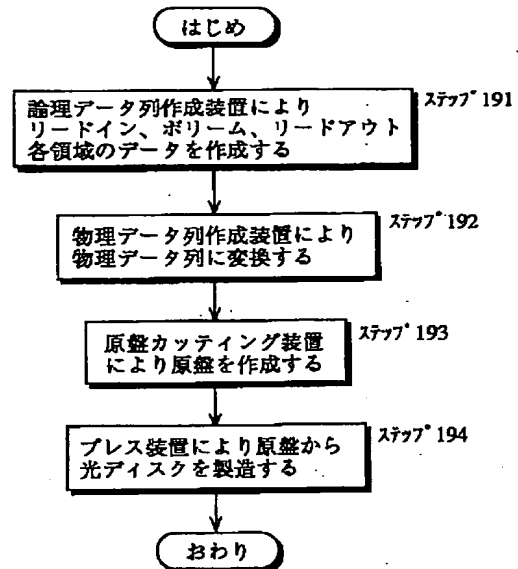 はじめ
ステップ191
論理データ列作成装置により
リードイン、ボリーム、リードアウト
各領域のデータを作成する
ステップ192
物理データ列作成装置により
物理データ列に変換する
ステップ193
原盤カッティング装置
により原盤を作成する
ステップ194
プレス装置により原盤から
光ディスクを製造する
おわり